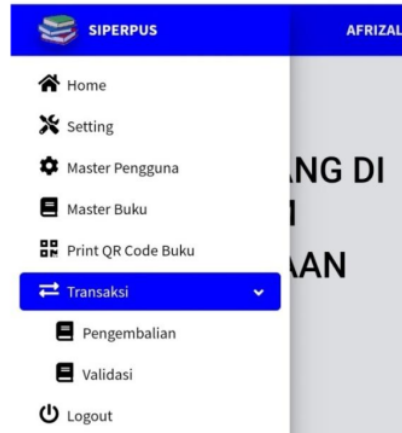 SIPERPUS
AFRIZAL
Home
Setting
Master Pengguna
Master Buku
Print QR Code Buku
Transaksi
Pengembalian
Validasi
Logout
NG DI
AAN